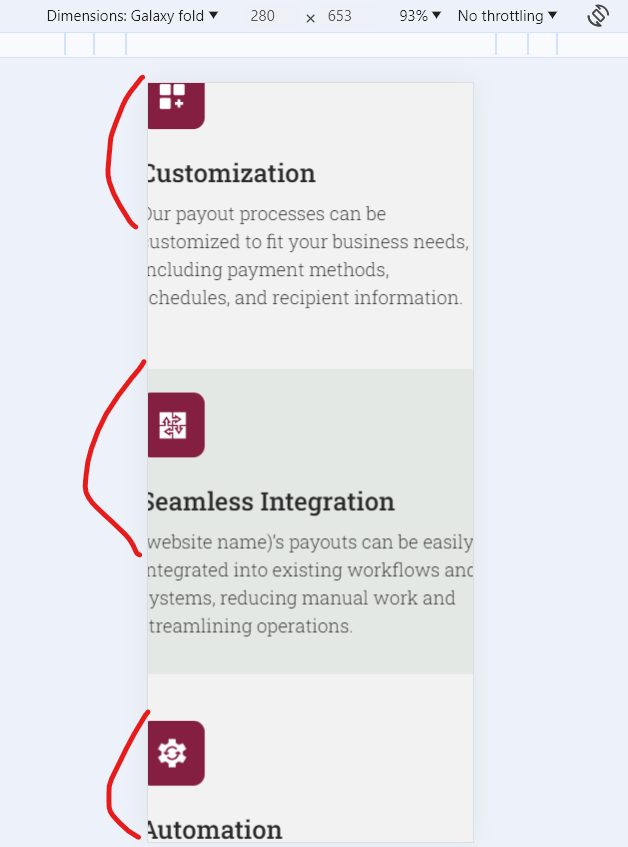 Dimensions: Galaxy fold ▼ 280 × 653 93% ▼ No throttling ▼
Customization
Our payout processes can be
customized to fit your business needs,
including payment methods,
schedules, and recipient information.
Seamless Integration
website name)’s payouts can be easily
integrated into existing workflows and
systems, reducing manual work and
streamlining operations.
Automation